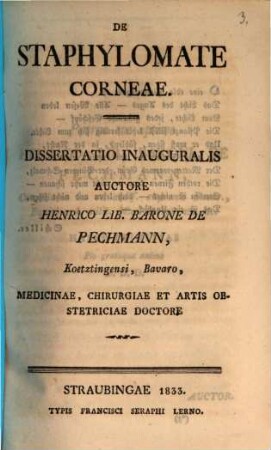 3.
DE
STAPHYLOMATE
CORNEAE.
DISSERTATIO INAUGURALIS
AUCTORE
HENRICO LIB. BARONE DE
PECHMANN,
Koetztingensi, Bavaro,
MEDICINAE, CHIRURGIAE ET ARTIS OB-
STETRICIAE DOCTORE
STRAUBINGAE 1833.
TYPIS FRANCISCI SERAPHI LERNO.